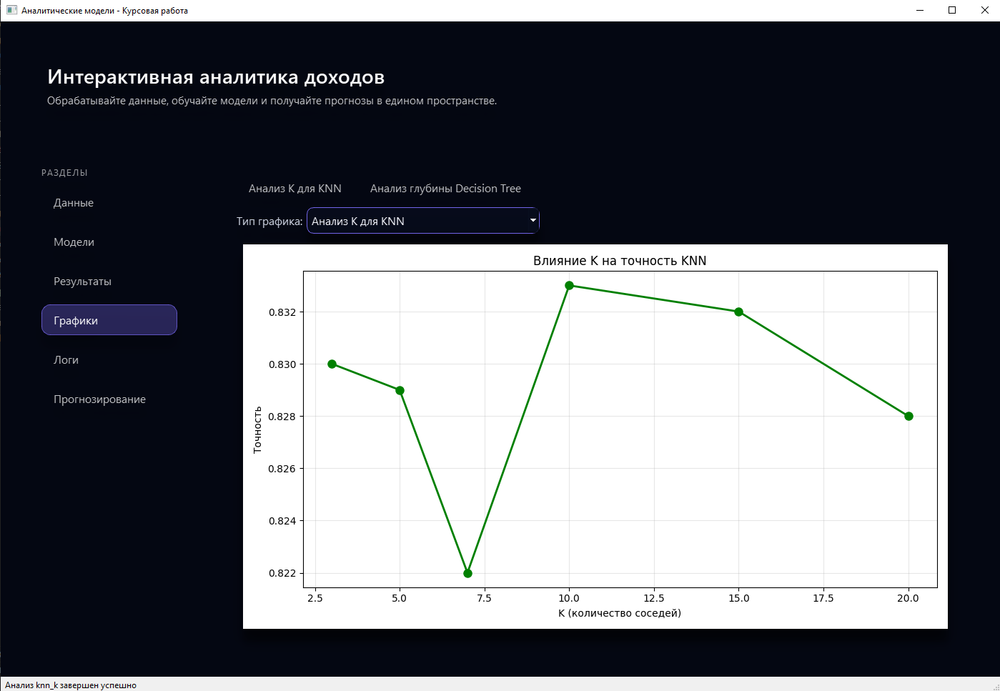 Аналитические модели - Курсовая работа
Интерактивная аналитика доходов
Обрабатывайте данные, обучайте модели и получайте прогнозы в едином пространстве.
РАЗДЕЛЫ
Данные
Модели
Результаты
Графики
Логи
Прогнозирование
Анализ K для KNN
Анализ глубины Decision Tree
Тип графика: Анализ K для KNN
Влияние K на точность KNN
Точность
0.832
0.830
0.828
0.826
0.824
0.822
2.5 5.0 7.5 10.0 12.5 15.0 17.5 20.0
K (количество соседей)
Анализ knn_k завершен успешно